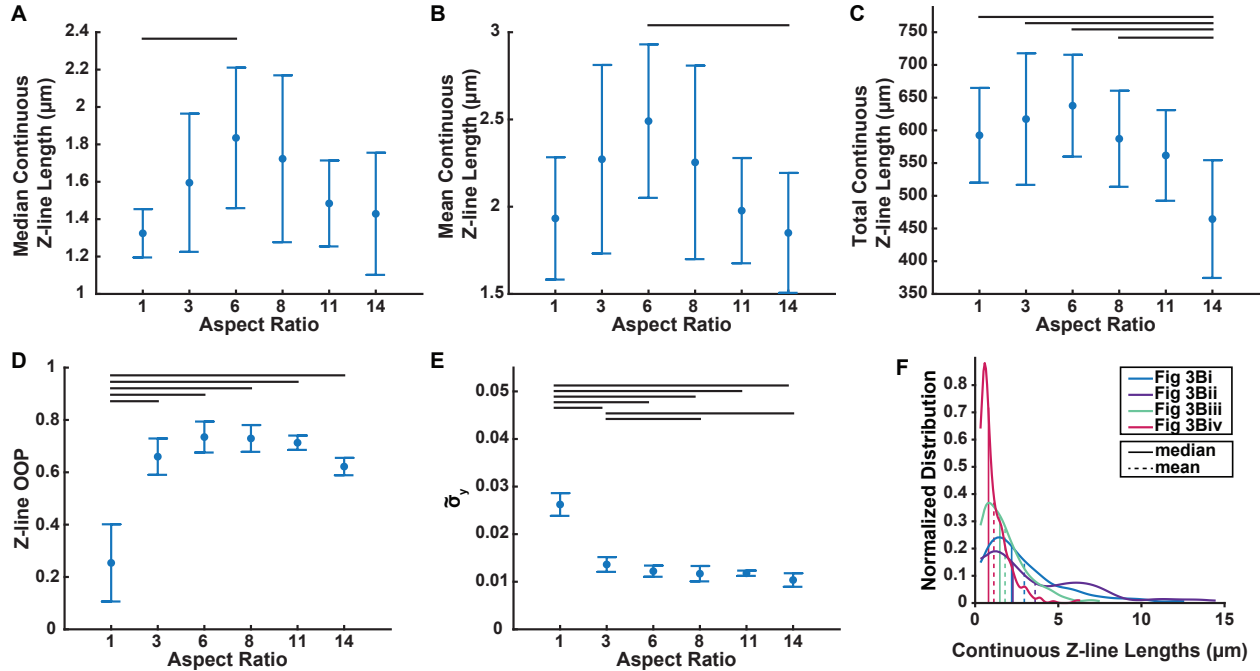 A
Median Continuous
Z-line Length (μm)
2.4
2.2
2
1.8
1.6
1.4
1.2
1
1 3 6 8 11 14
Aspect Ratio
B
Mean Continuous
Z-line Length (μm)
3
2.5
2
1.5
1 3 6 8 11 14
Aspect Ratio
C
Total Continuous
Z-line Length (μm)
750
700
650
600
550
500
450
400
350
1 3 6 8 11 14
Aspect Ratio
D
Z-line OOP
1
0.8
0.6
0.4
0.2
0
1 3 6 8 11 14
Aspect Ratio
E
σ̃y
0.05
0.04
0.03
0.02
0.01
0
1 3 6 8 11 14
Aspect Ratio
F
Normalized Distribution
0.8
0.7
0.6
0.5
0.4
0.3
0.2
0.1
0
0 5 10 15
Continuous Z-line Lengths (μm)
Fig 3Bi
Fig 3Bii
Fig 3Biii
Fig 3Biv
median
mean